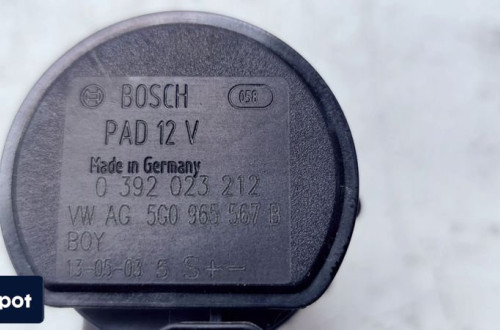 BOSCH 058
PAD 12 V
Made in Germany
0 392 023 212
VW AG 5G0 965 567 B
BOY
13-05-03 5 S + -
pot